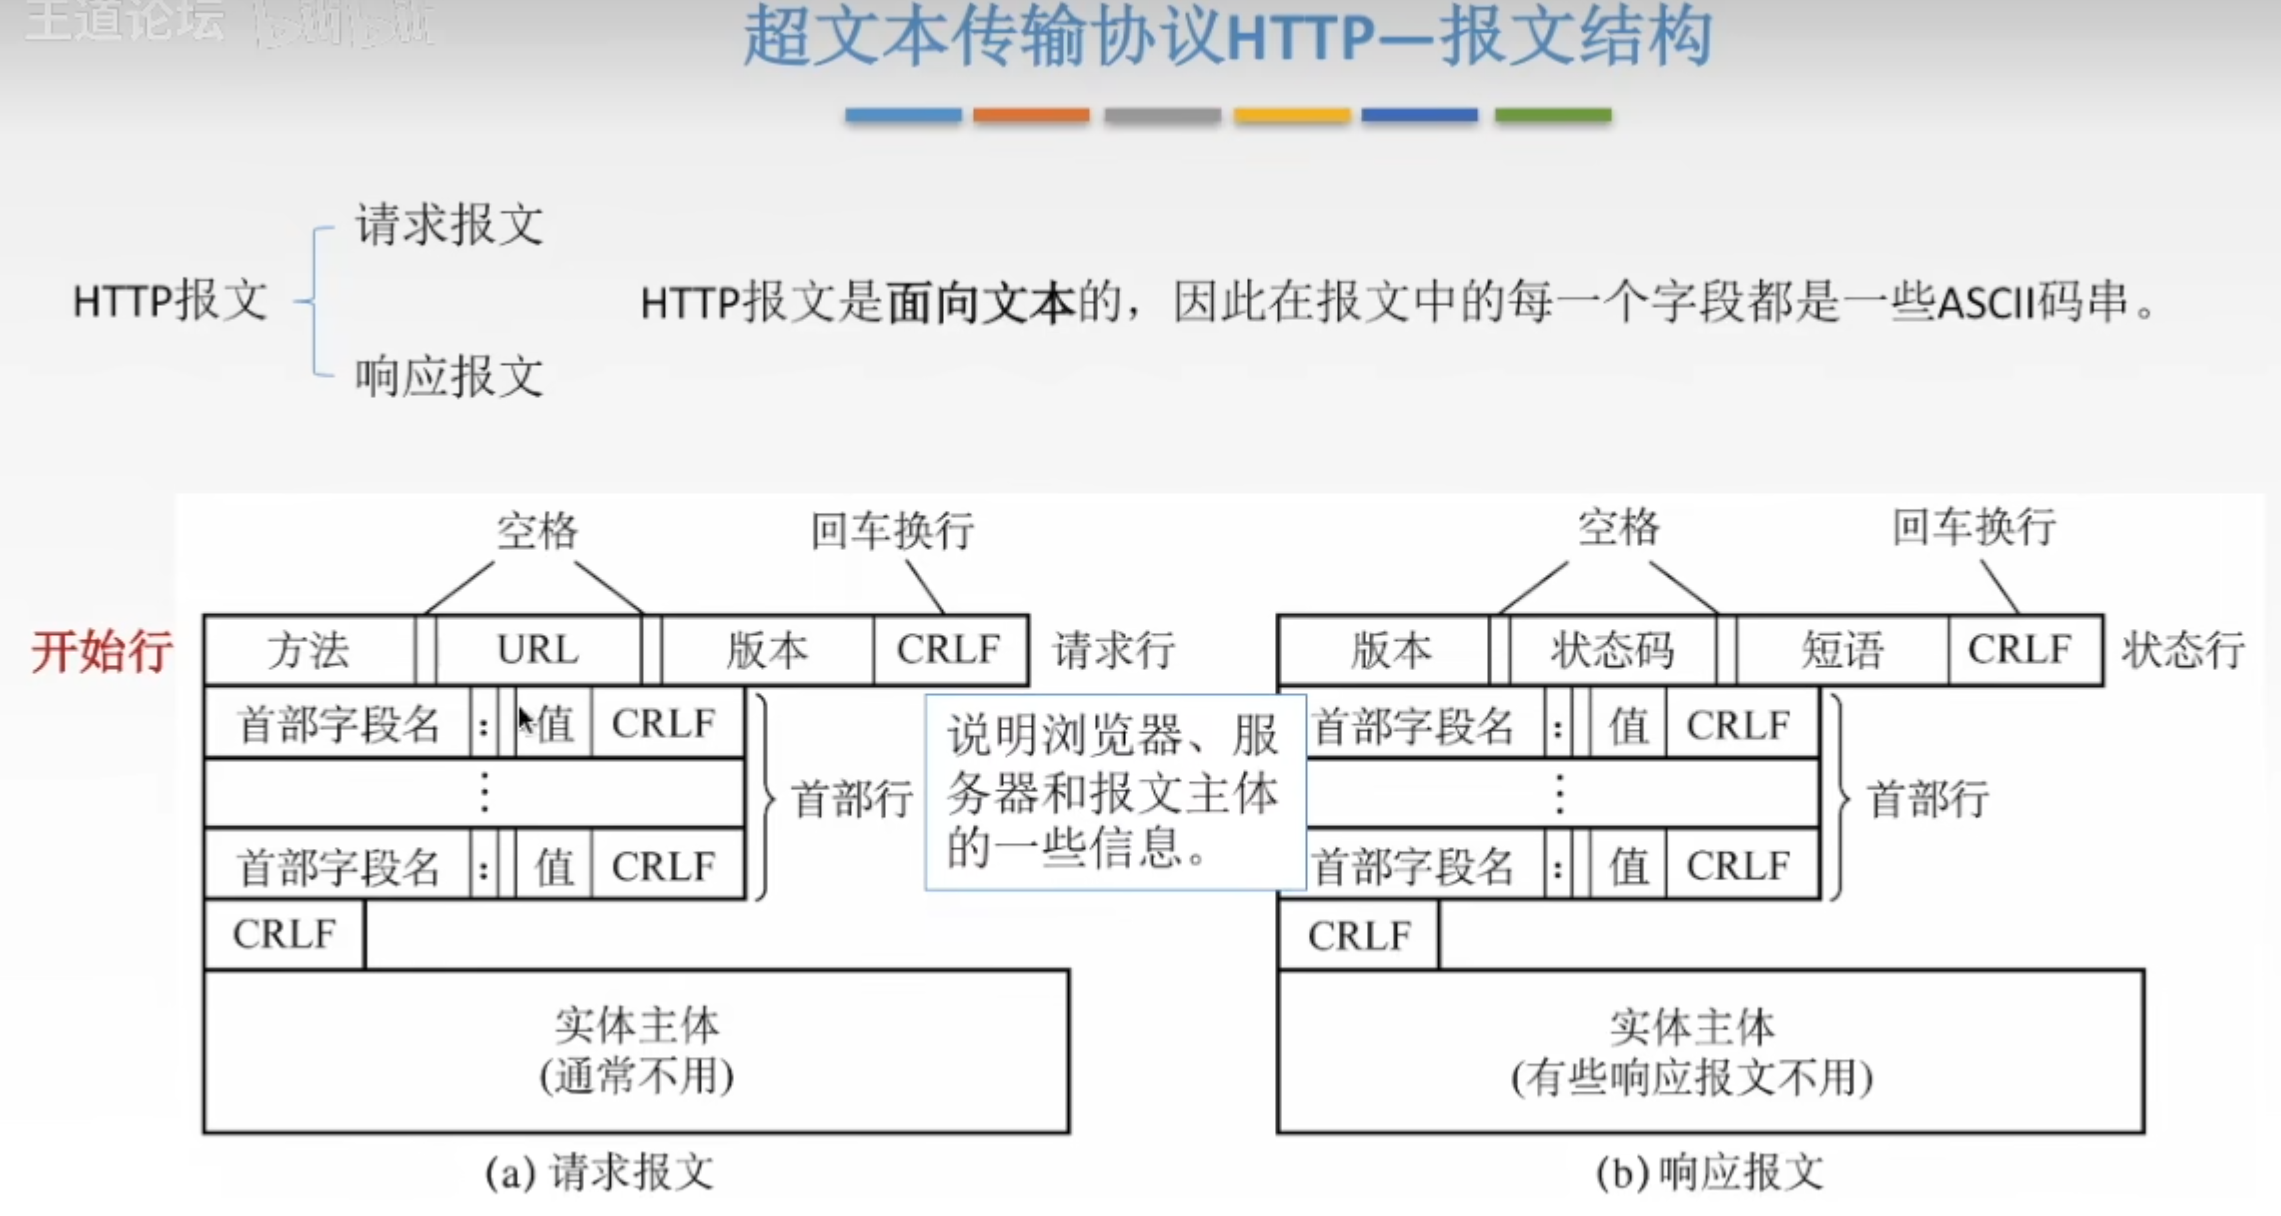 王道论坛 bilibili
超文本传输协议HTTP—报文结构
请求报文
HTTP报文
HTTP报文是面向文本的，因此在报文中的每一个字段都是一些ASCII码串。
响应报文
空格 回车换行
开始行 方法 URL 版本 CRLF 请求行
首部字段名 : 值 CRLF
⋮
首部行
首部字段名 : 值 CRLF
CRLF
实体主体
(通常不用)
(a) 请求报文
说明浏览器、服
务器和报文主体
的一些信息。
空格 回车换行
版本 状态码 短语 CRLF 状态行
首部字段名 : 值 CRLF
⋮
首部行
首部字段名 : 值 CRLF
CRLF
实体主体
(有些响应报文不用)
(b) 响应报文